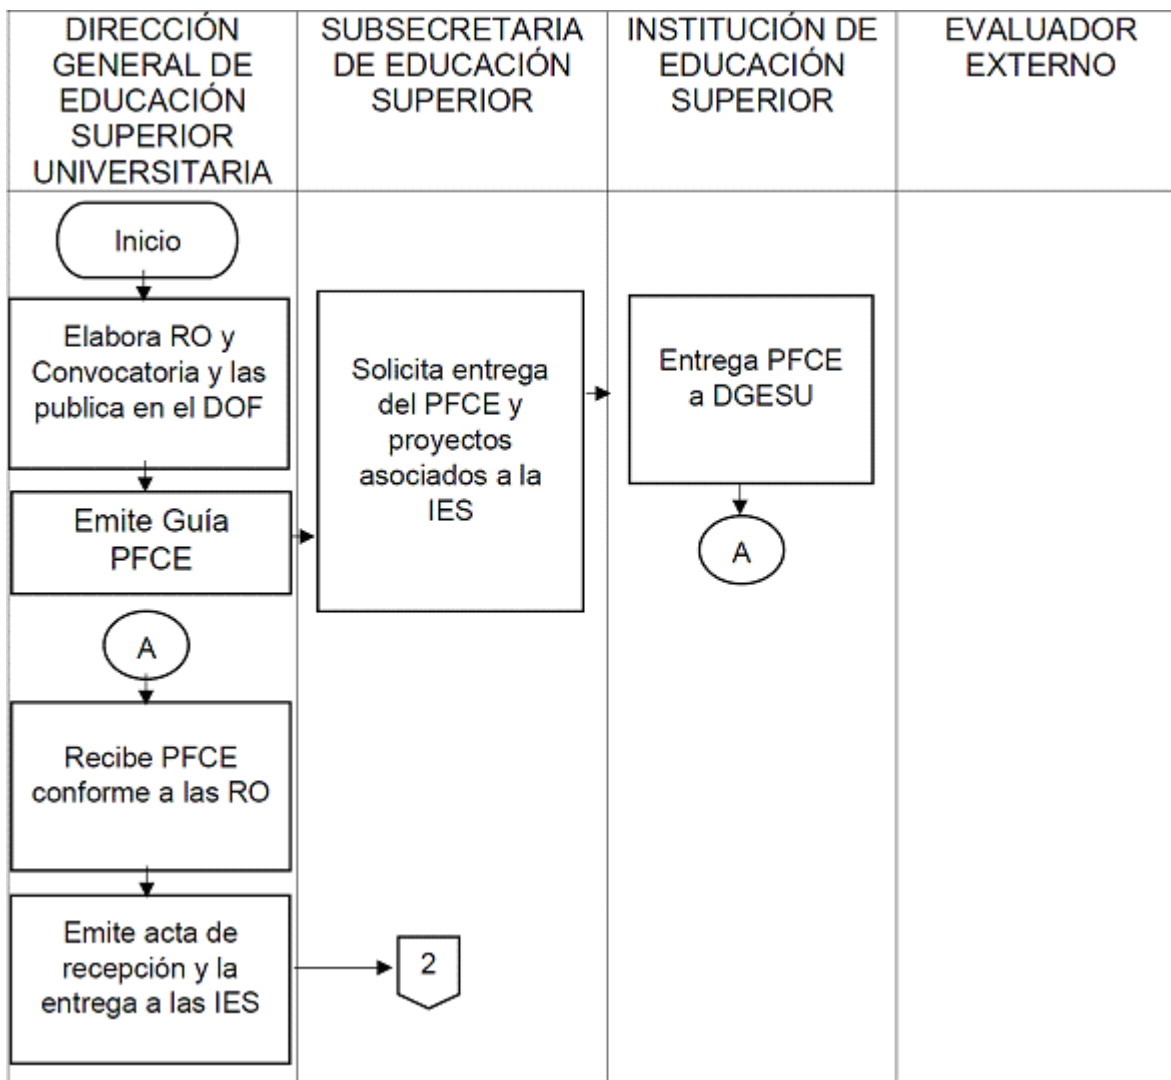 DIRECCIÓN
GENERAL DE
EDUCACIÓN
SUPERIOR
UNIVERSITARIA
SUBSECRETARIA
DE EDUCACIÓN
SUPERIOR
INSTITUCIÓN DE
EDUCACIÓN
SUPERIOR
EVALUADOR
EXTERNO
Inicio
Elabora RO y
Convocatoria y las
publica en el DOF
Emite Guía
PFCE
Solicita entrega
del PFCE y
proyectos
asociados a la
IES
Entrega PFCE
a DGESU
A
A
Recibe PFCE
conforme a las RO
Emite acta de
recepción y la
entrega a las IES
2